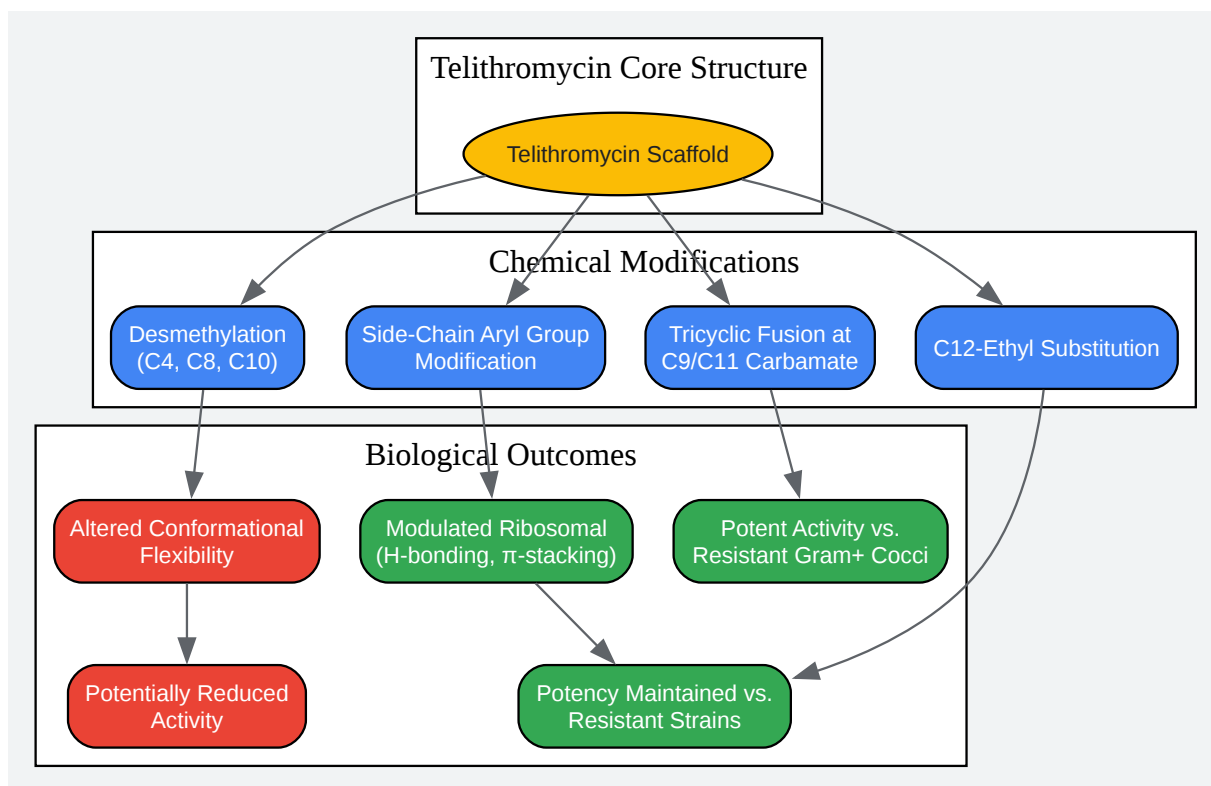 Telithromycin Core Structure
Telithromycin Scaffold
Chemical Modifications
Desmethylation
(C4, C8, C10)
Side-Chain Aryl Group
Modification
Tricyclic Fusion at
C9/C11 Carbamate
C12-Ethyl Substitution
Biological Outcomes
Altered Conformational
Flexibility
Modulated Ribosomal
(H-bonding, π-stacking)
Potent Activity vs.
Resistant Gram+ Cocci
Potentially Reduced
Activity
Potency Maintained vs.
Resistant Strains